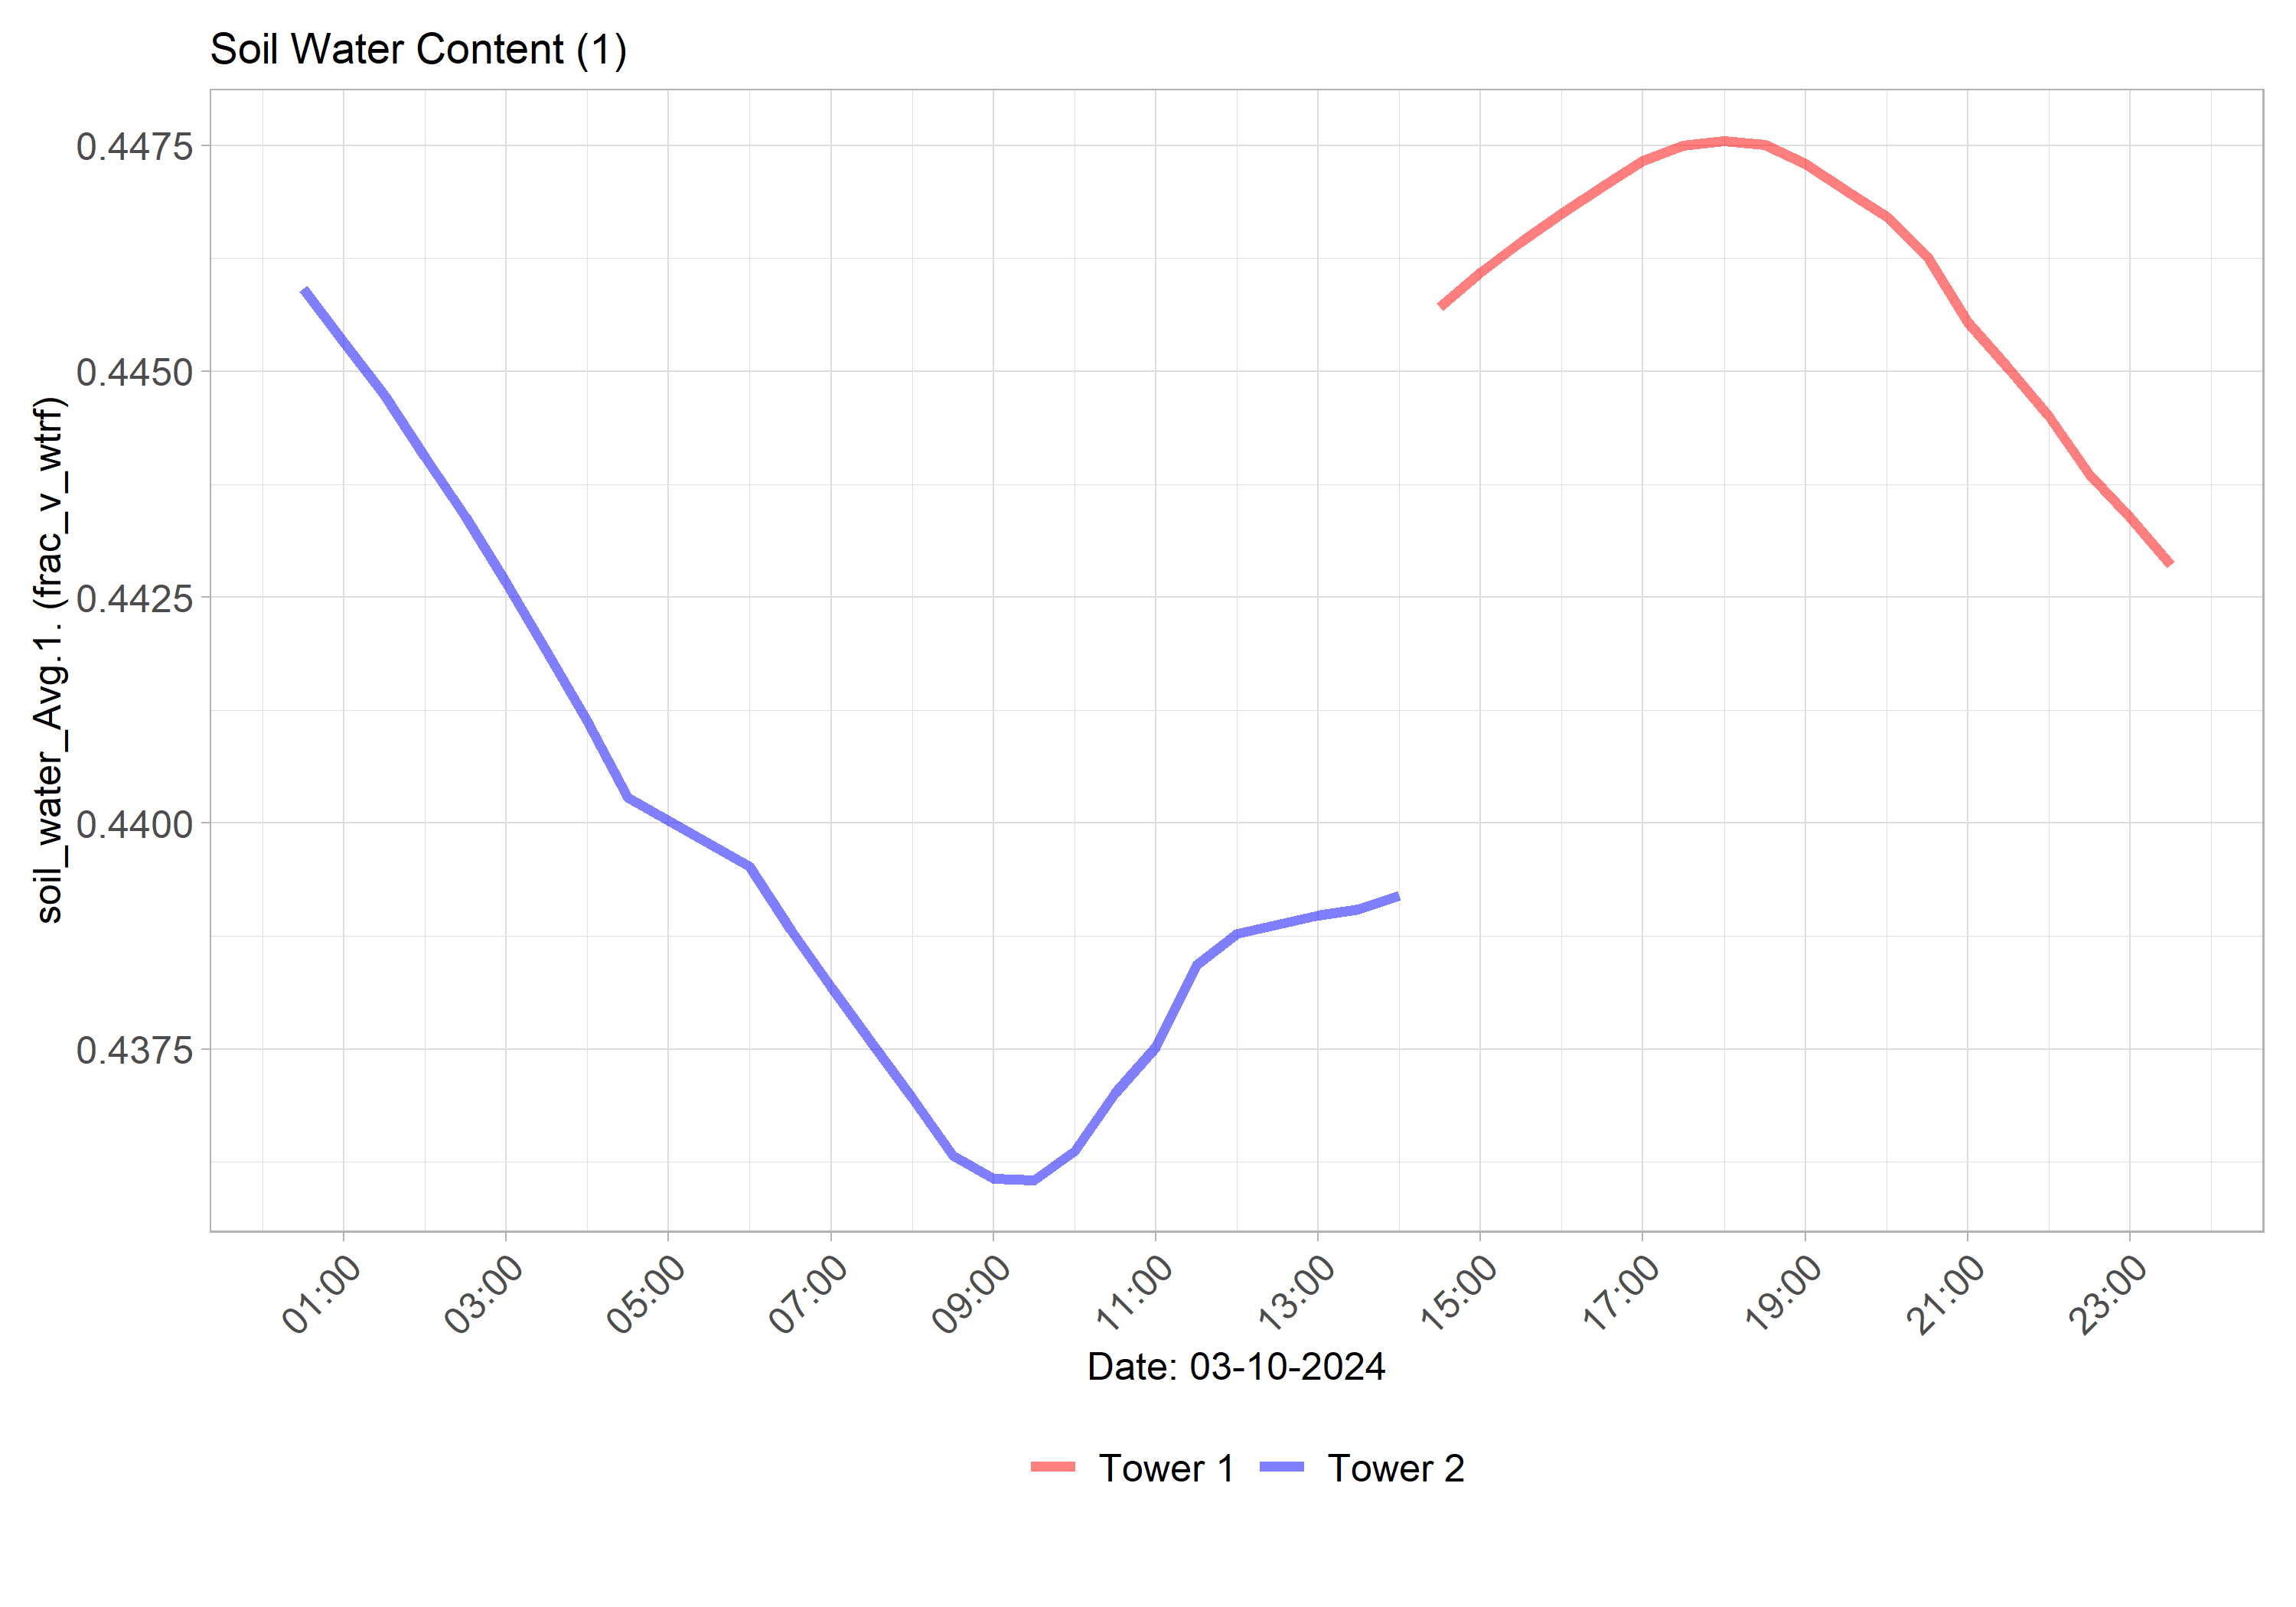 Soil Water Content (1)
soil_water_Avg.1. (frac_v_wtrf)
0.4475
0.4450
0.4425
0.4400
0.4375
01:00 03:00 05:00 07:00 09:00 11:00 13:00 15:00 17:00 19:00 21:00 23:00
Date: 03-10-2024
Tower 1 Tower 2